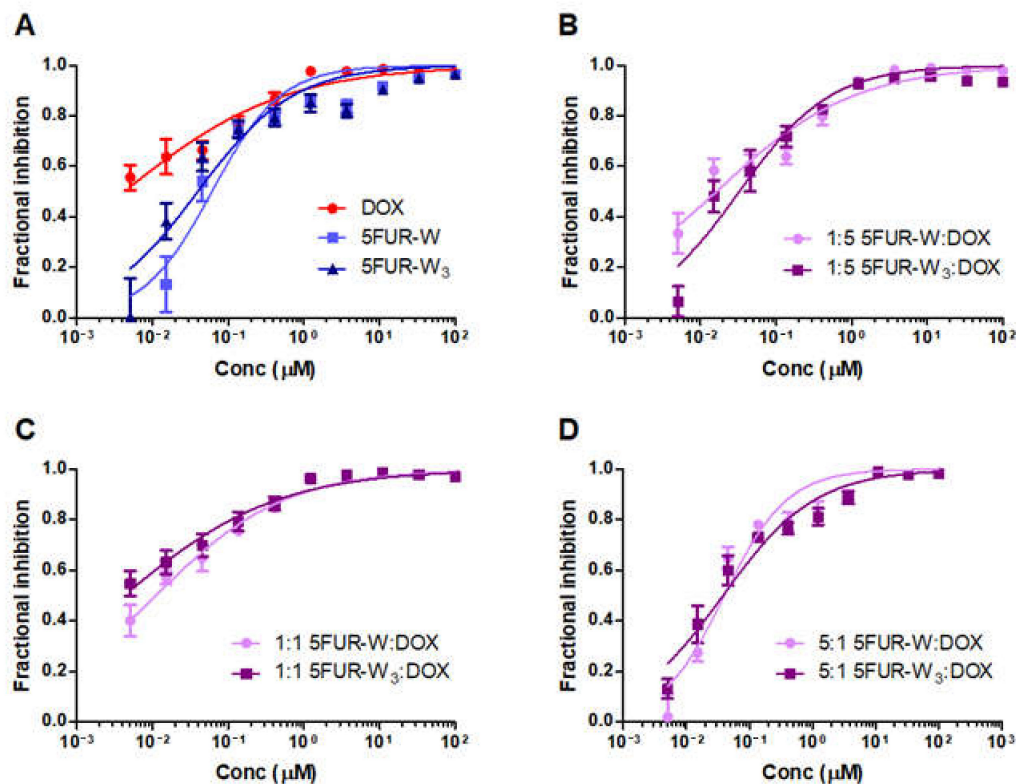 A
Fractional inhibition
1.0
0.8
0.6
0.4
0.2
0.0
DOX
5FUR-W
5FUR-W₃
10⁻³ 10⁻² 10⁻¹ 10⁰ 10¹ 10²
Conc (μM)
B
Fractional inhibition
1.0
0.8
0.6
0.4
0.2
0.0
1:5 5FUR-W:DOX
1:5 5FUR-W₃:DOX
10⁻³ 10⁻² 10⁻¹ 10⁰ 10¹ 10²
Conc (μM)
C
Fractional inhibition
1.0
0.8
0.6
0.4
0.2
0.0
1:1 5FUR-W:DOX
1:1 5FUR-W₃:DOX
10⁻³ 10⁻² 10⁻¹ 10⁰ 10¹ 10²
Conc (μM)
D
Fractional inhibition
1.0
0.8
0.6
0.4
0.2
0.0
5:1 5FUR-W:DOX
5:1 5FUR-W₃:DOX
10⁻³ 10⁻² 10⁻¹ 10⁰ 10¹ 10² 10³
Conc (μM)